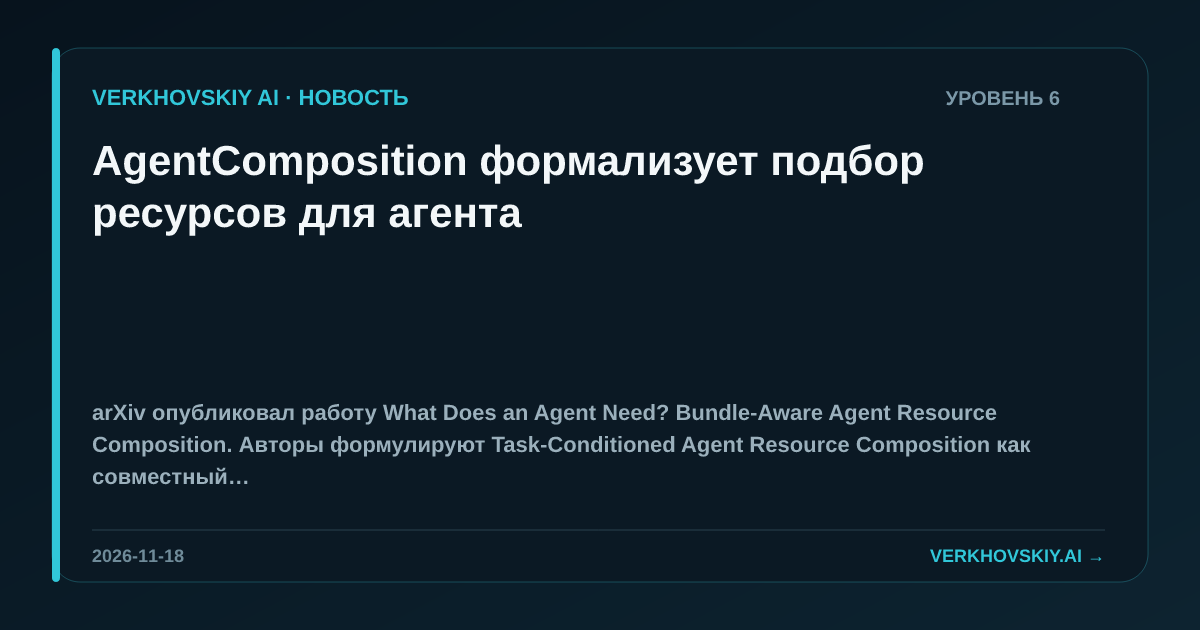 VERKHOVSKIY AI · НОВОСТЬ
УРОВЕНЬ 6
AgentComposition формализует подбор
ресурсов для агента
arXiv опубликовал работу What Does an Agent Need? Bundle-Aware Agent Resource
Composition. Авторы формулируют Task-Conditioned Agent Resource Composition как
совместный…
2026-11-18
VERKHOVSKIY.AI →